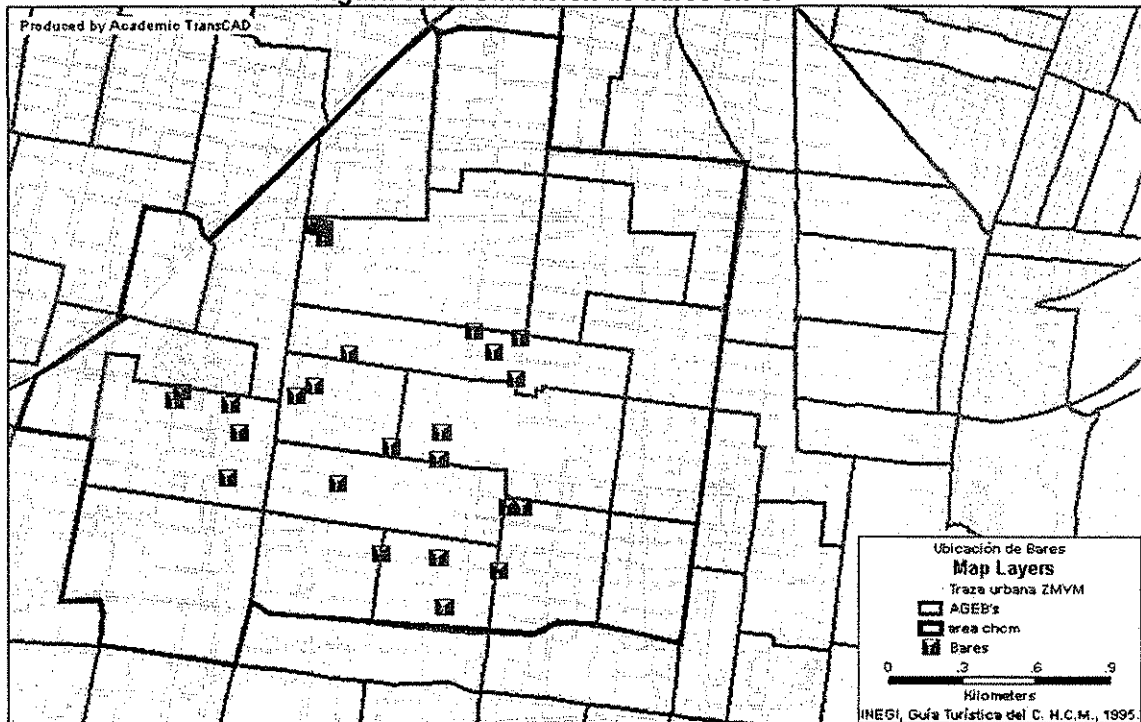 Produced by Academic TransCAD
Ubicación de Bares
Map Layers
Traza urbana ZMVM
AGEB's
area chcm
Bares
0 .3 .6 .9
Kilometers
INEGI, Guía Turística del C. H.C.M., 1995.